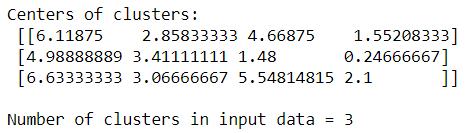 Centers of clusters:
[[6.11875    2.85833333 4.66875    1.55208333]
[4.98888889 3.41111111 1.48       0.24666667]
[6.63333333 3.06666667 5.54814815 2.1       ]]
Number of clusters in input data = 3